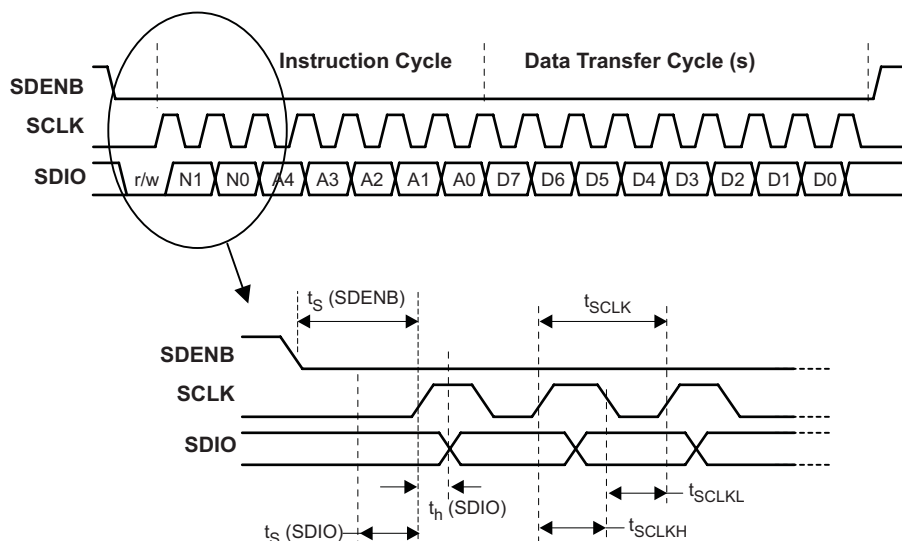 Instruction Cycle Data Transfer Cycle (s)
SDENB
SCLK
SDIO r/w N1 N0 A4 A3 A2 A1 A0 D7 D6 D5 D4 D3 D2 D1 D0
tS (SDENB) tSCLK
SDENB
SCLK
SDIO
th (SDIO) tSCLKL
tS (SDIO) tSCLKH